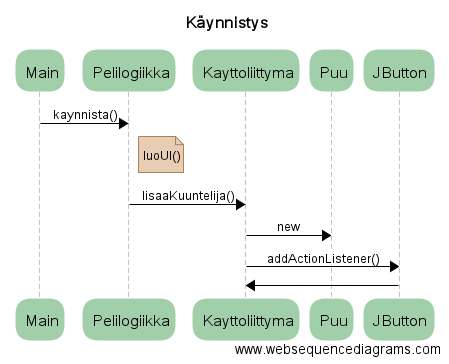 Käynnistys
Main Pelilogiikka Kayttoliittyma Puu JButton
kaynnista()
luoUI()
lisaaKuuntelija()
new
addActionListener()
Main Pelilogiikka Kayttoliittyma Puu JButton
www.websequencediagrams.com